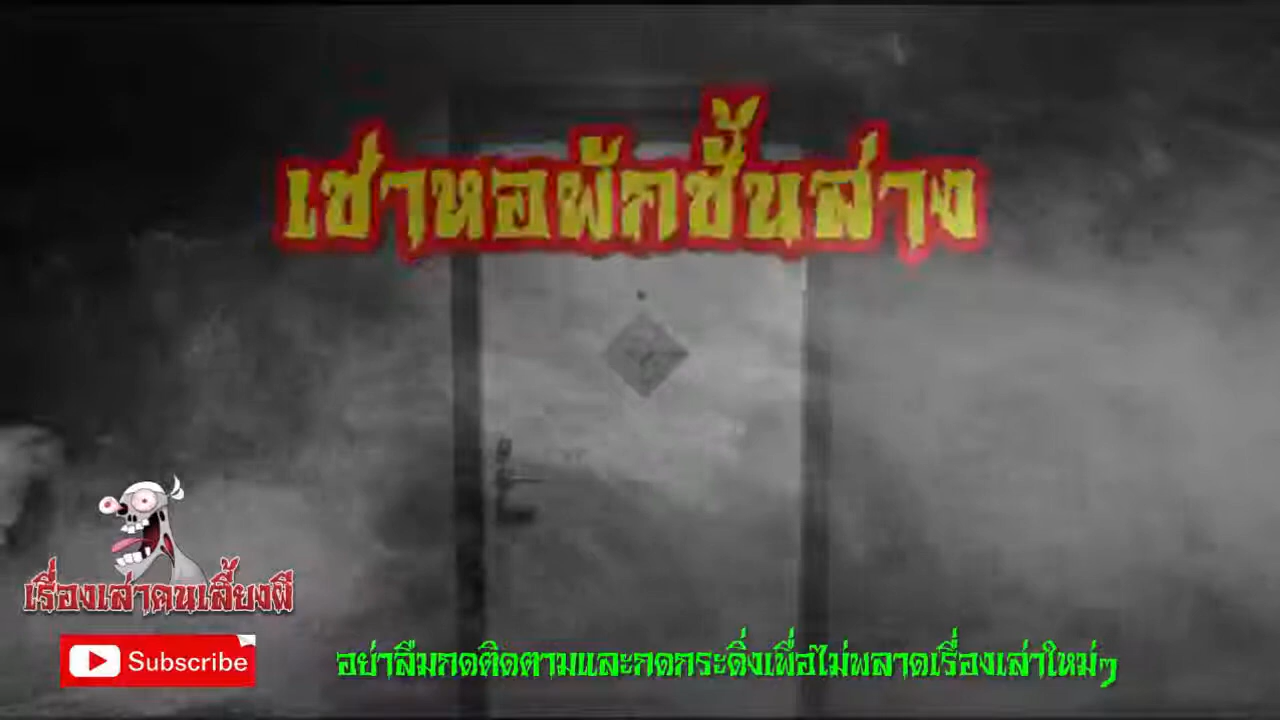 เช่าหอพักชั้นล่าง
เรื่องเล่าคนเลี้ยงผี
Subscribe
อย่าลืมกดติดตามและกดกระดิ่งเพื่อไม่พลาดเรื่องเล่าใหม่ๆ